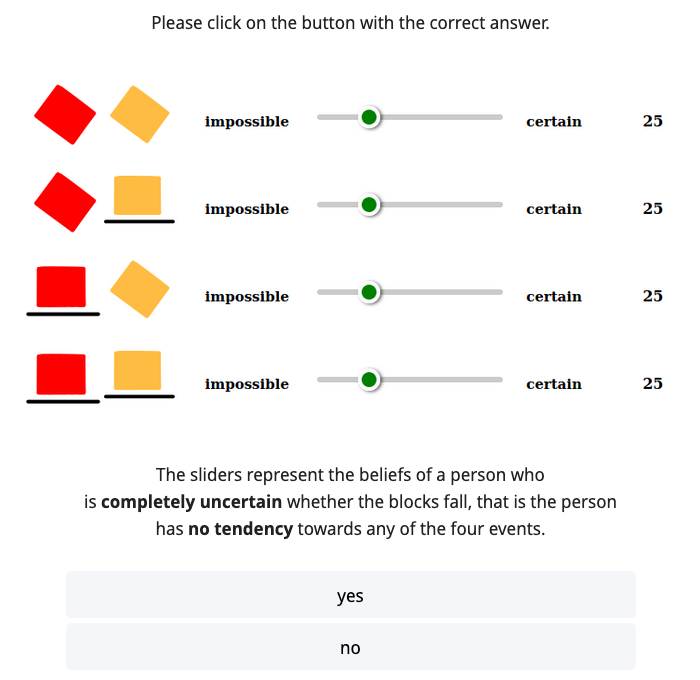 Please click on the button with the correct answer.
impossible certain 25
impossible certain 25
impossible certain 25
impossible certain 25
The sliders represent the beliefs of a person who
is completely uncertain whether the blocks fall, that is the person
has no tendency towards any of the four events.
yes
no